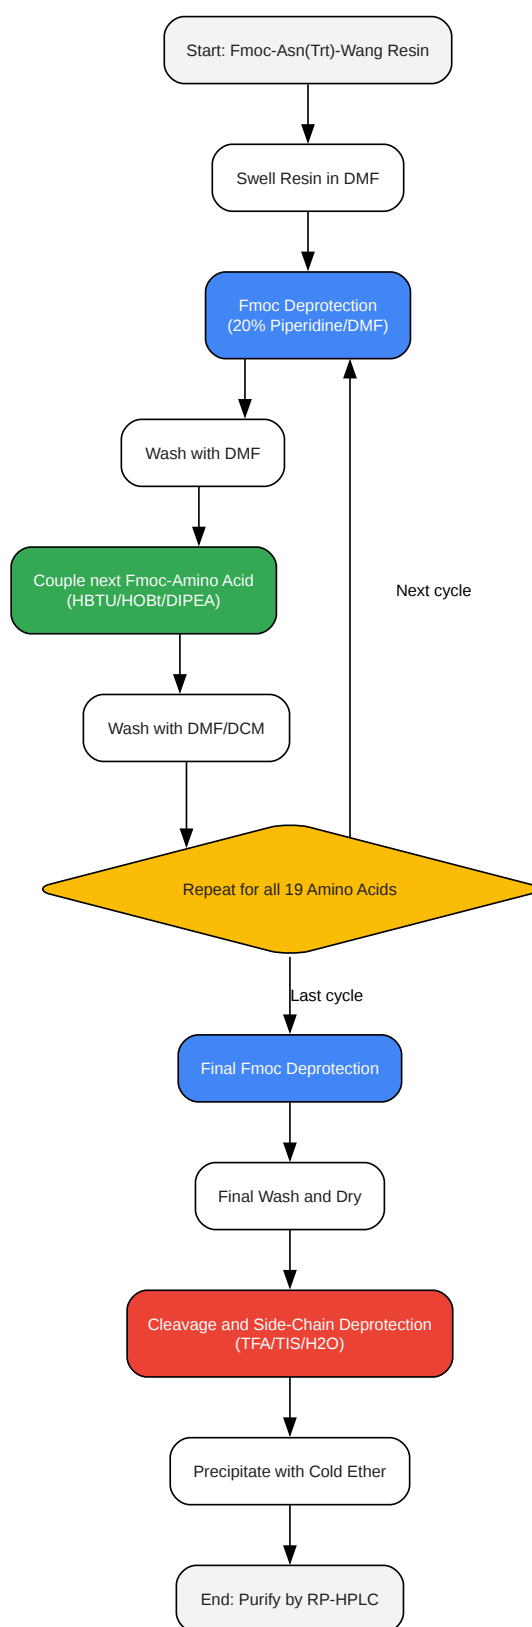 Start: Fmoc-Asn(Trt)-Wang Resin
Swell Resin in DMF
Fmoc Deprotection
(20% Piperidine/DMF)
Wash with DMF
Couple next Fmoc-Amino Acid
(HBTU/HOBt/DIPEA)
Next cycle
Wash with DMF/DCM
Repeat for all 19 Amino Acids
Last cycle
Final Fmoc Deprotection
Final Wash and Dry
Cleavage and Side-Chain Deprotection
(TFA/TIS/H2O)
Precipitate with Cold Ether
End: Purify by RP-HPLC